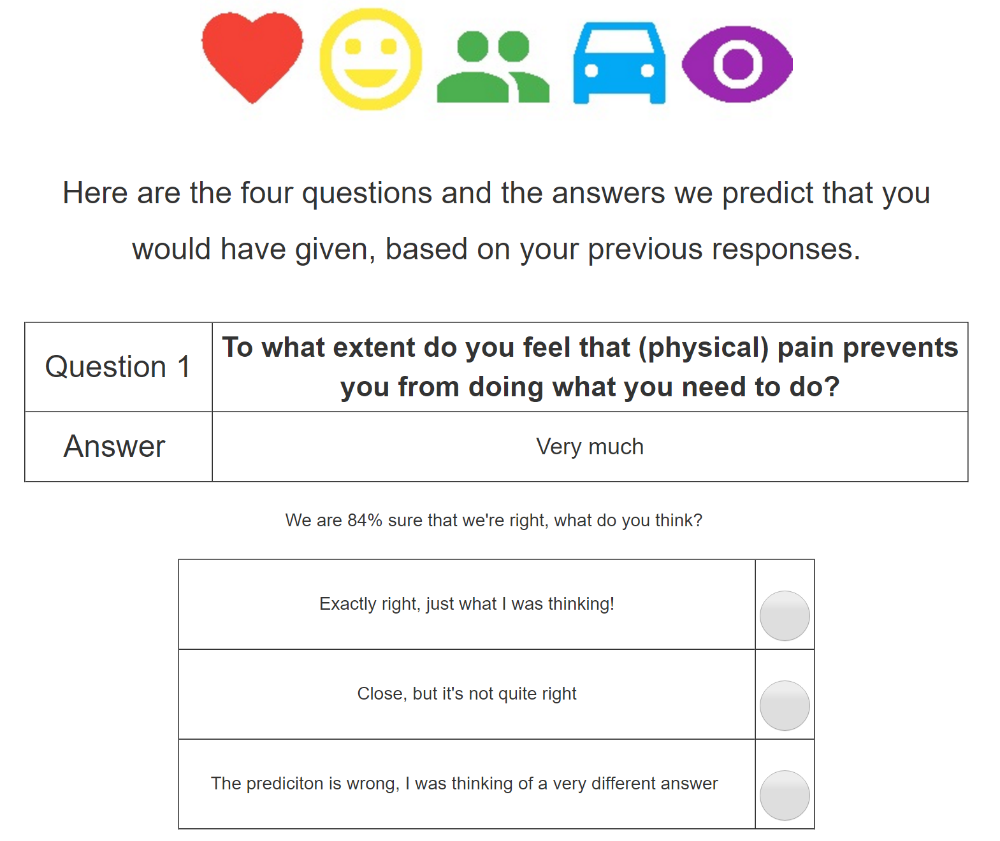 Here are the four questions and the answers we predict that you
would have given, based on your previous responses.
Question 1
To what extent do you feel that (physical) pain prevents
you from doing what you need to do?
Answer
Very much
We are 84% sure that we're right, what do you think?
Exactly right, just what I was thinking!
Close, but it's not quite right
The prediciton is wrong, I was thinking of a very different answer